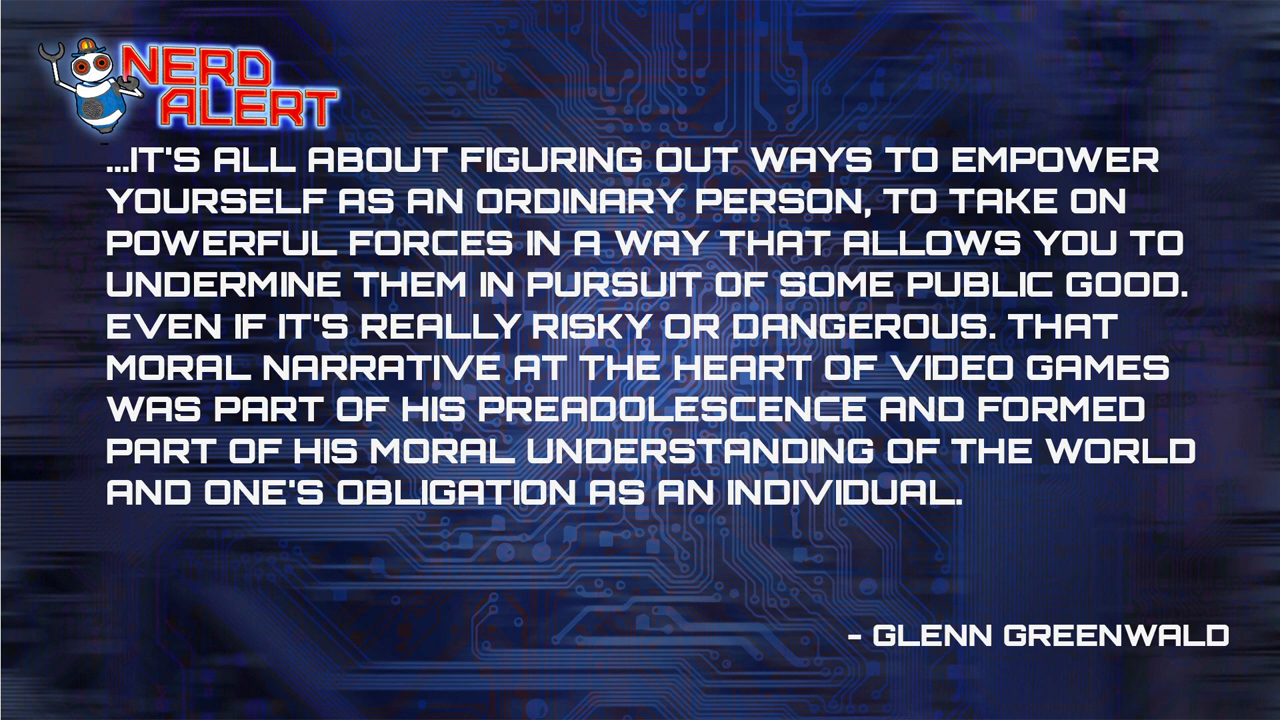 NERD
ALERT
...IT'S ALL ABOUT FIGURING OUT WAYS TO EMPOWER
YOURSELF AS AN ORDINARY PERSON, TO TAKE ON
POWERFUL FORCES IN A WAY THAT ALLOWS YOU TO
UNDERMINE THEM IN PURSUIT OF SOME PUBLIC GOOD.
EVEN IF IT'S REALLY RISKY OR DANGEROUS. THAT
MORAL NARRATIVE AT THE HEART OF VIDEO GAMES
WAS PART OF HIS PREADOLESCENCE AND FORMED
PART OF HIS MORAL UNDERSTANDING OF THE WORLD
AND ONE'S OBLIGATION AS AN INDIVIDUAL.
- GLENN GREENWALD